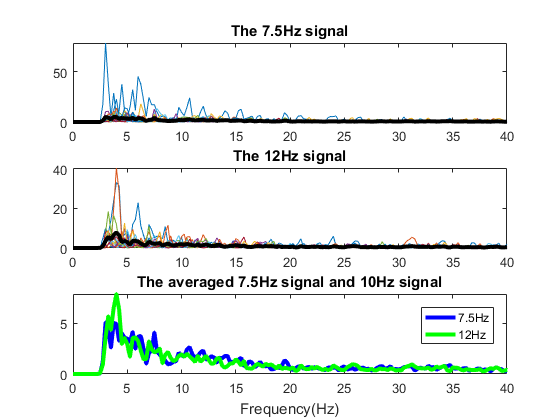 The 7.5Hz signal
50
0
0 5 10 15 20 25 30 35 40
The 12Hz signal
40
20
0
0 5 10 15 20 25 30 35 40
The averaged 7.5Hz signal and 10Hz signal
5
0
7.5Hz
12Hz
0 5 10 15 20 25 30 35 40
Frequency(Hz)